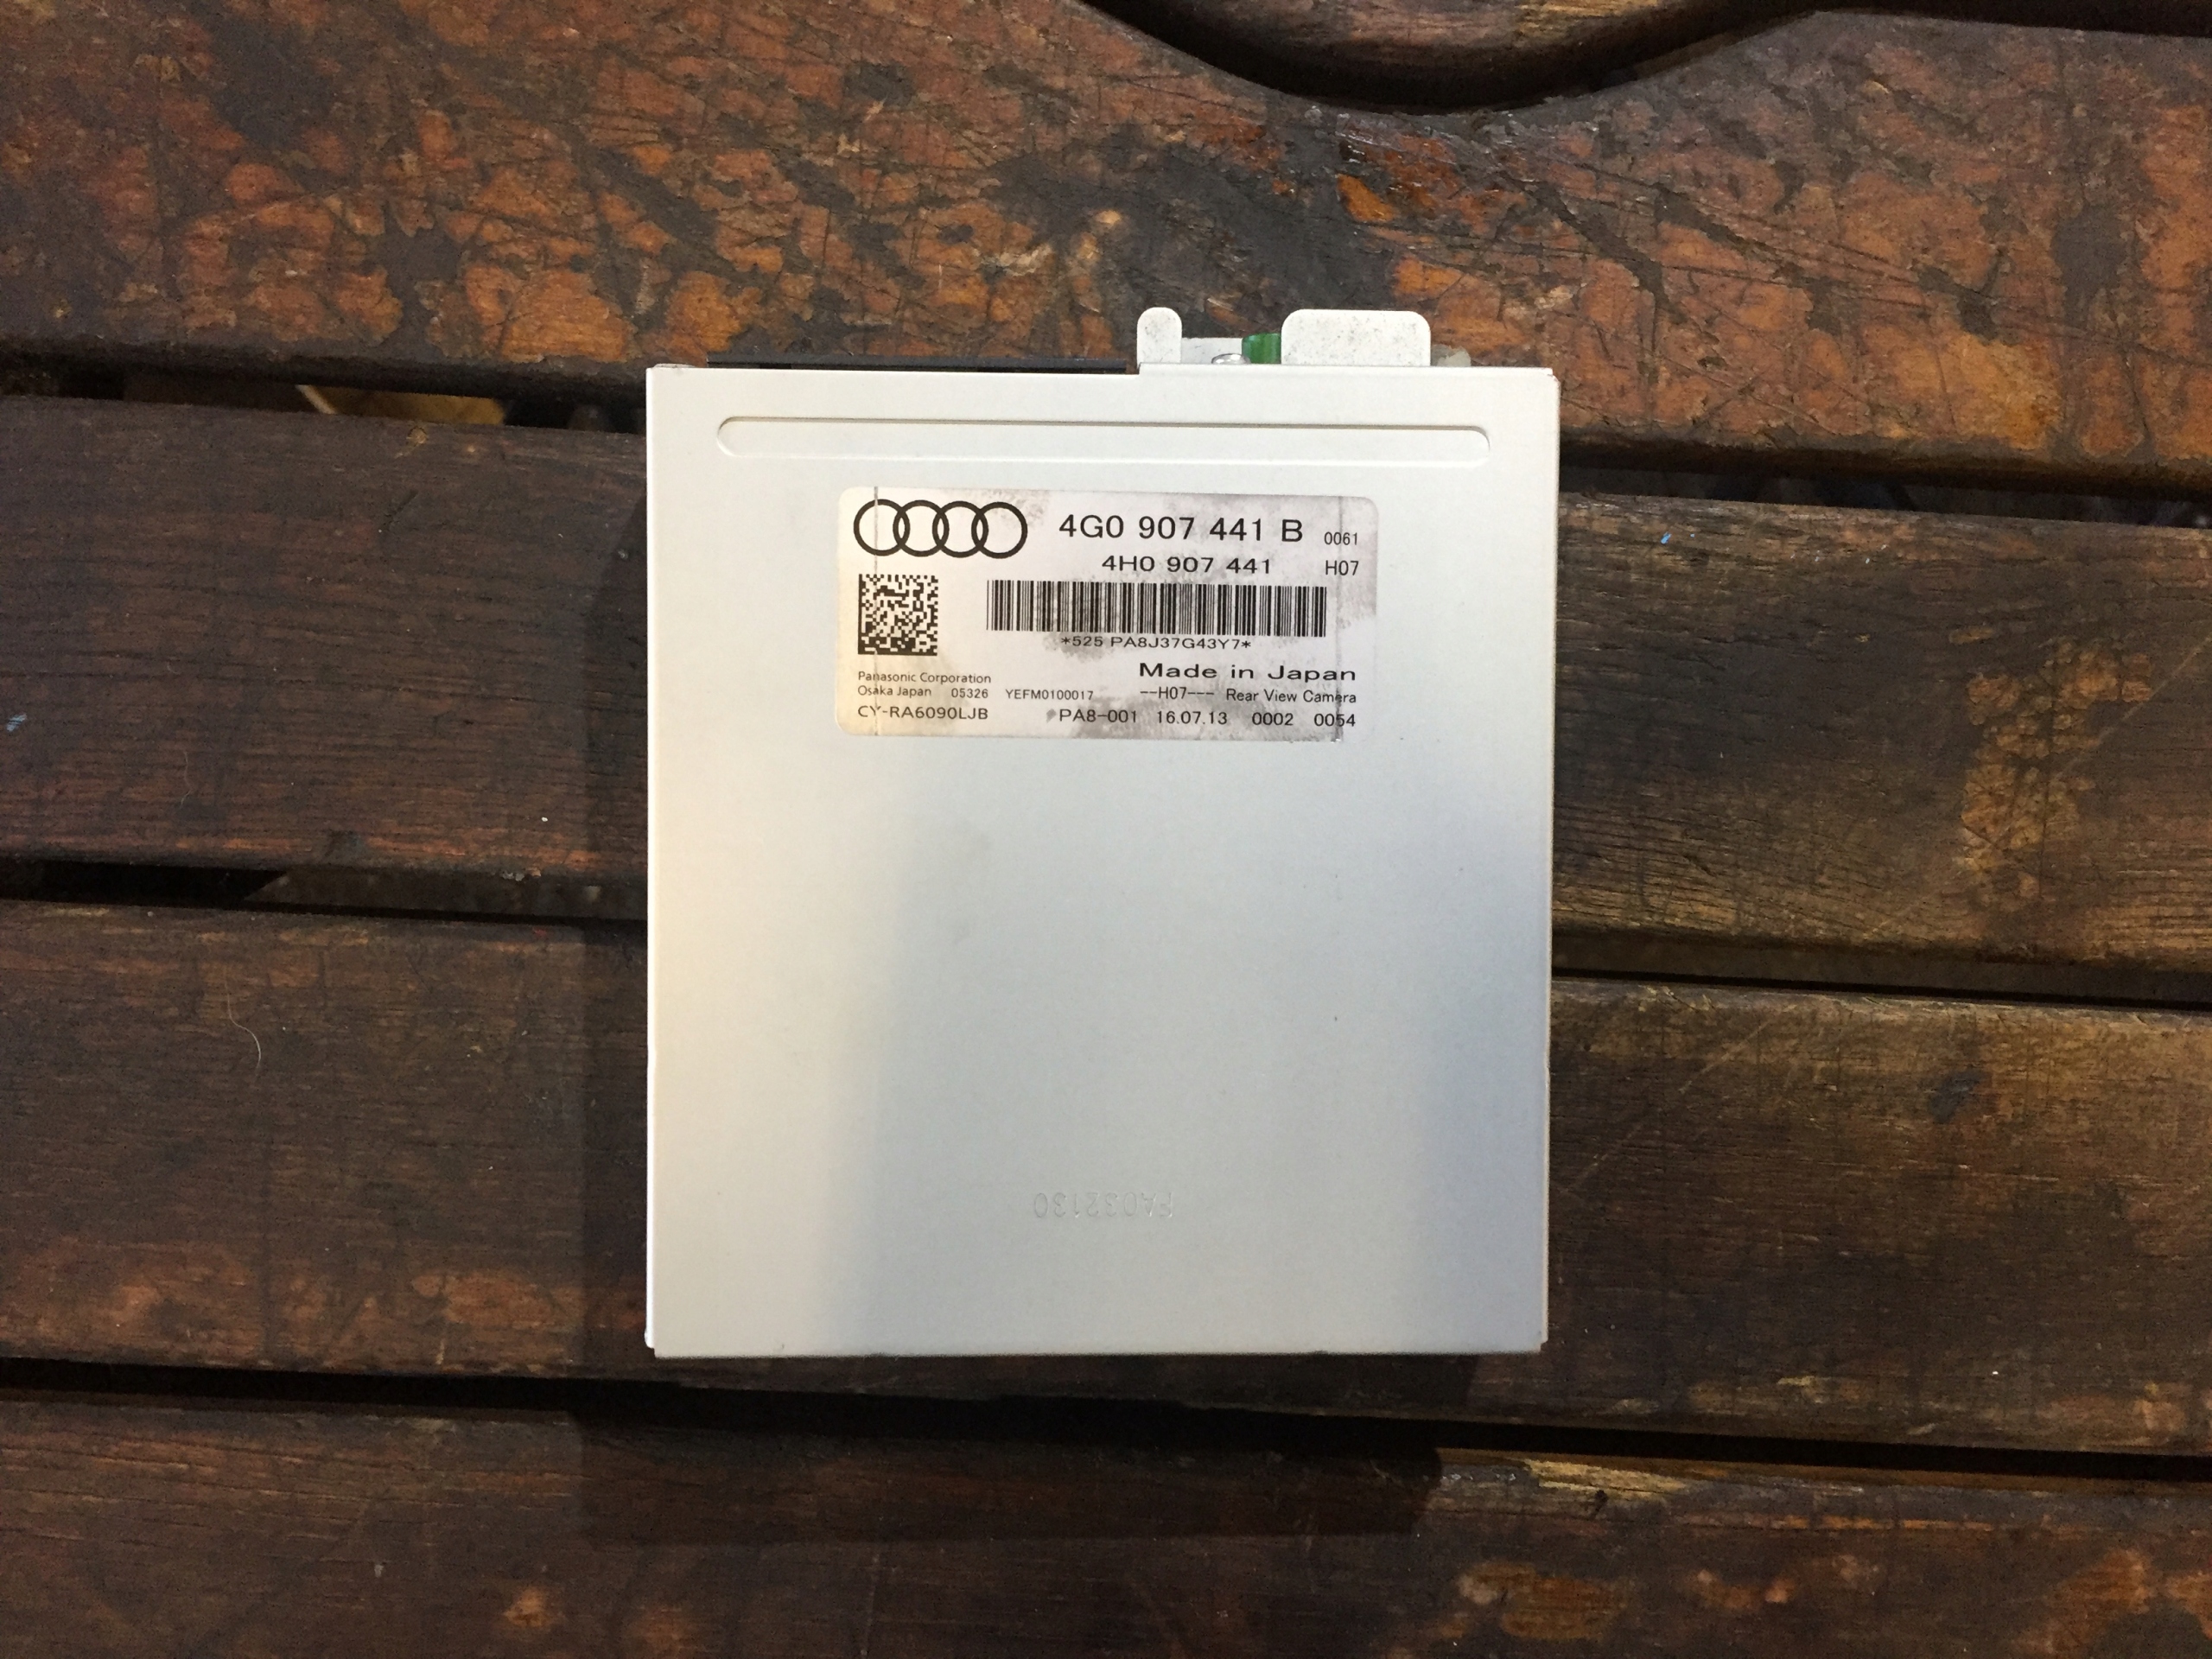 4G0 907 441 B 0061
4H0 907 441 H07
*525 PA8J37G43Y7*
Made in Japan
Panasonic Corporation
Osaka Japan 05326 YEFM0100017 --H07--- Rear View Camera
CY-RA6090LJB PA8-001 16.07.13 0002 0054
FA032130